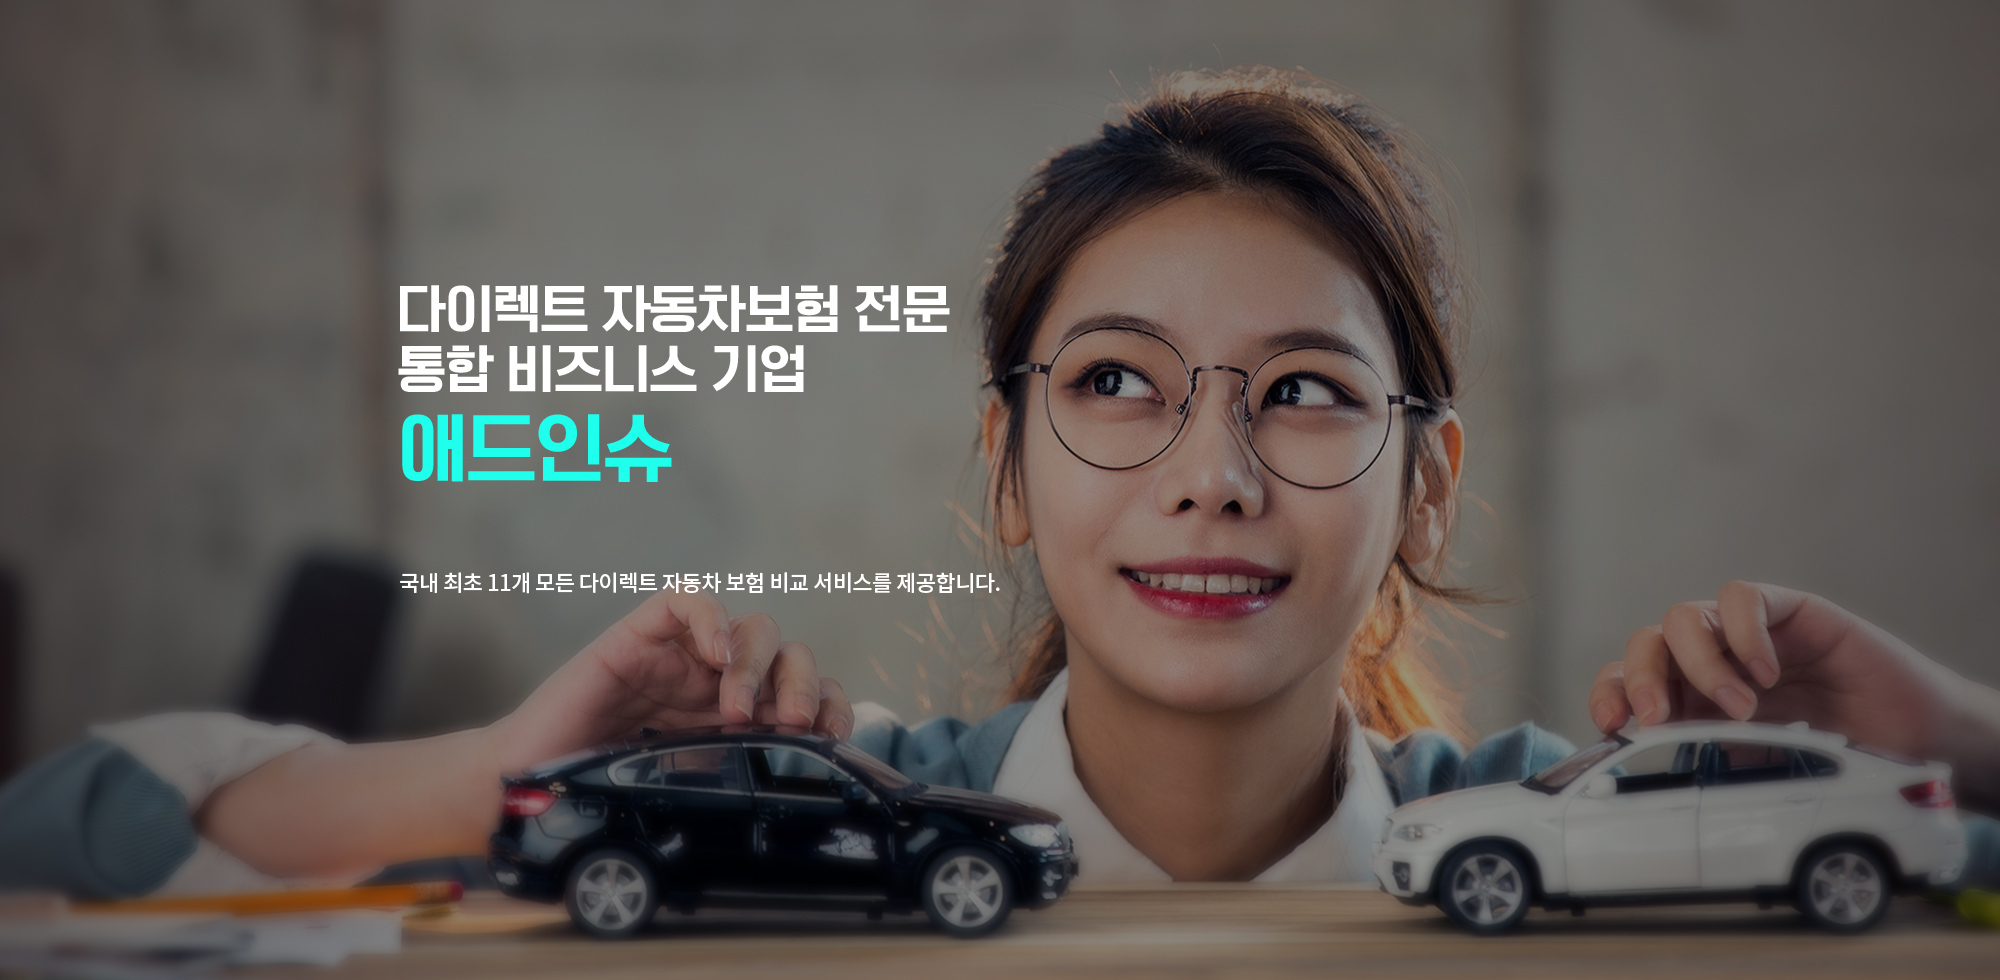 다이렉트 자동차보험 전문
통합 비즈니스 기업
애드인슈
국내 최초 11개 모든 다이렉트 자동차 보험 비교 서비스를 제공합니다.